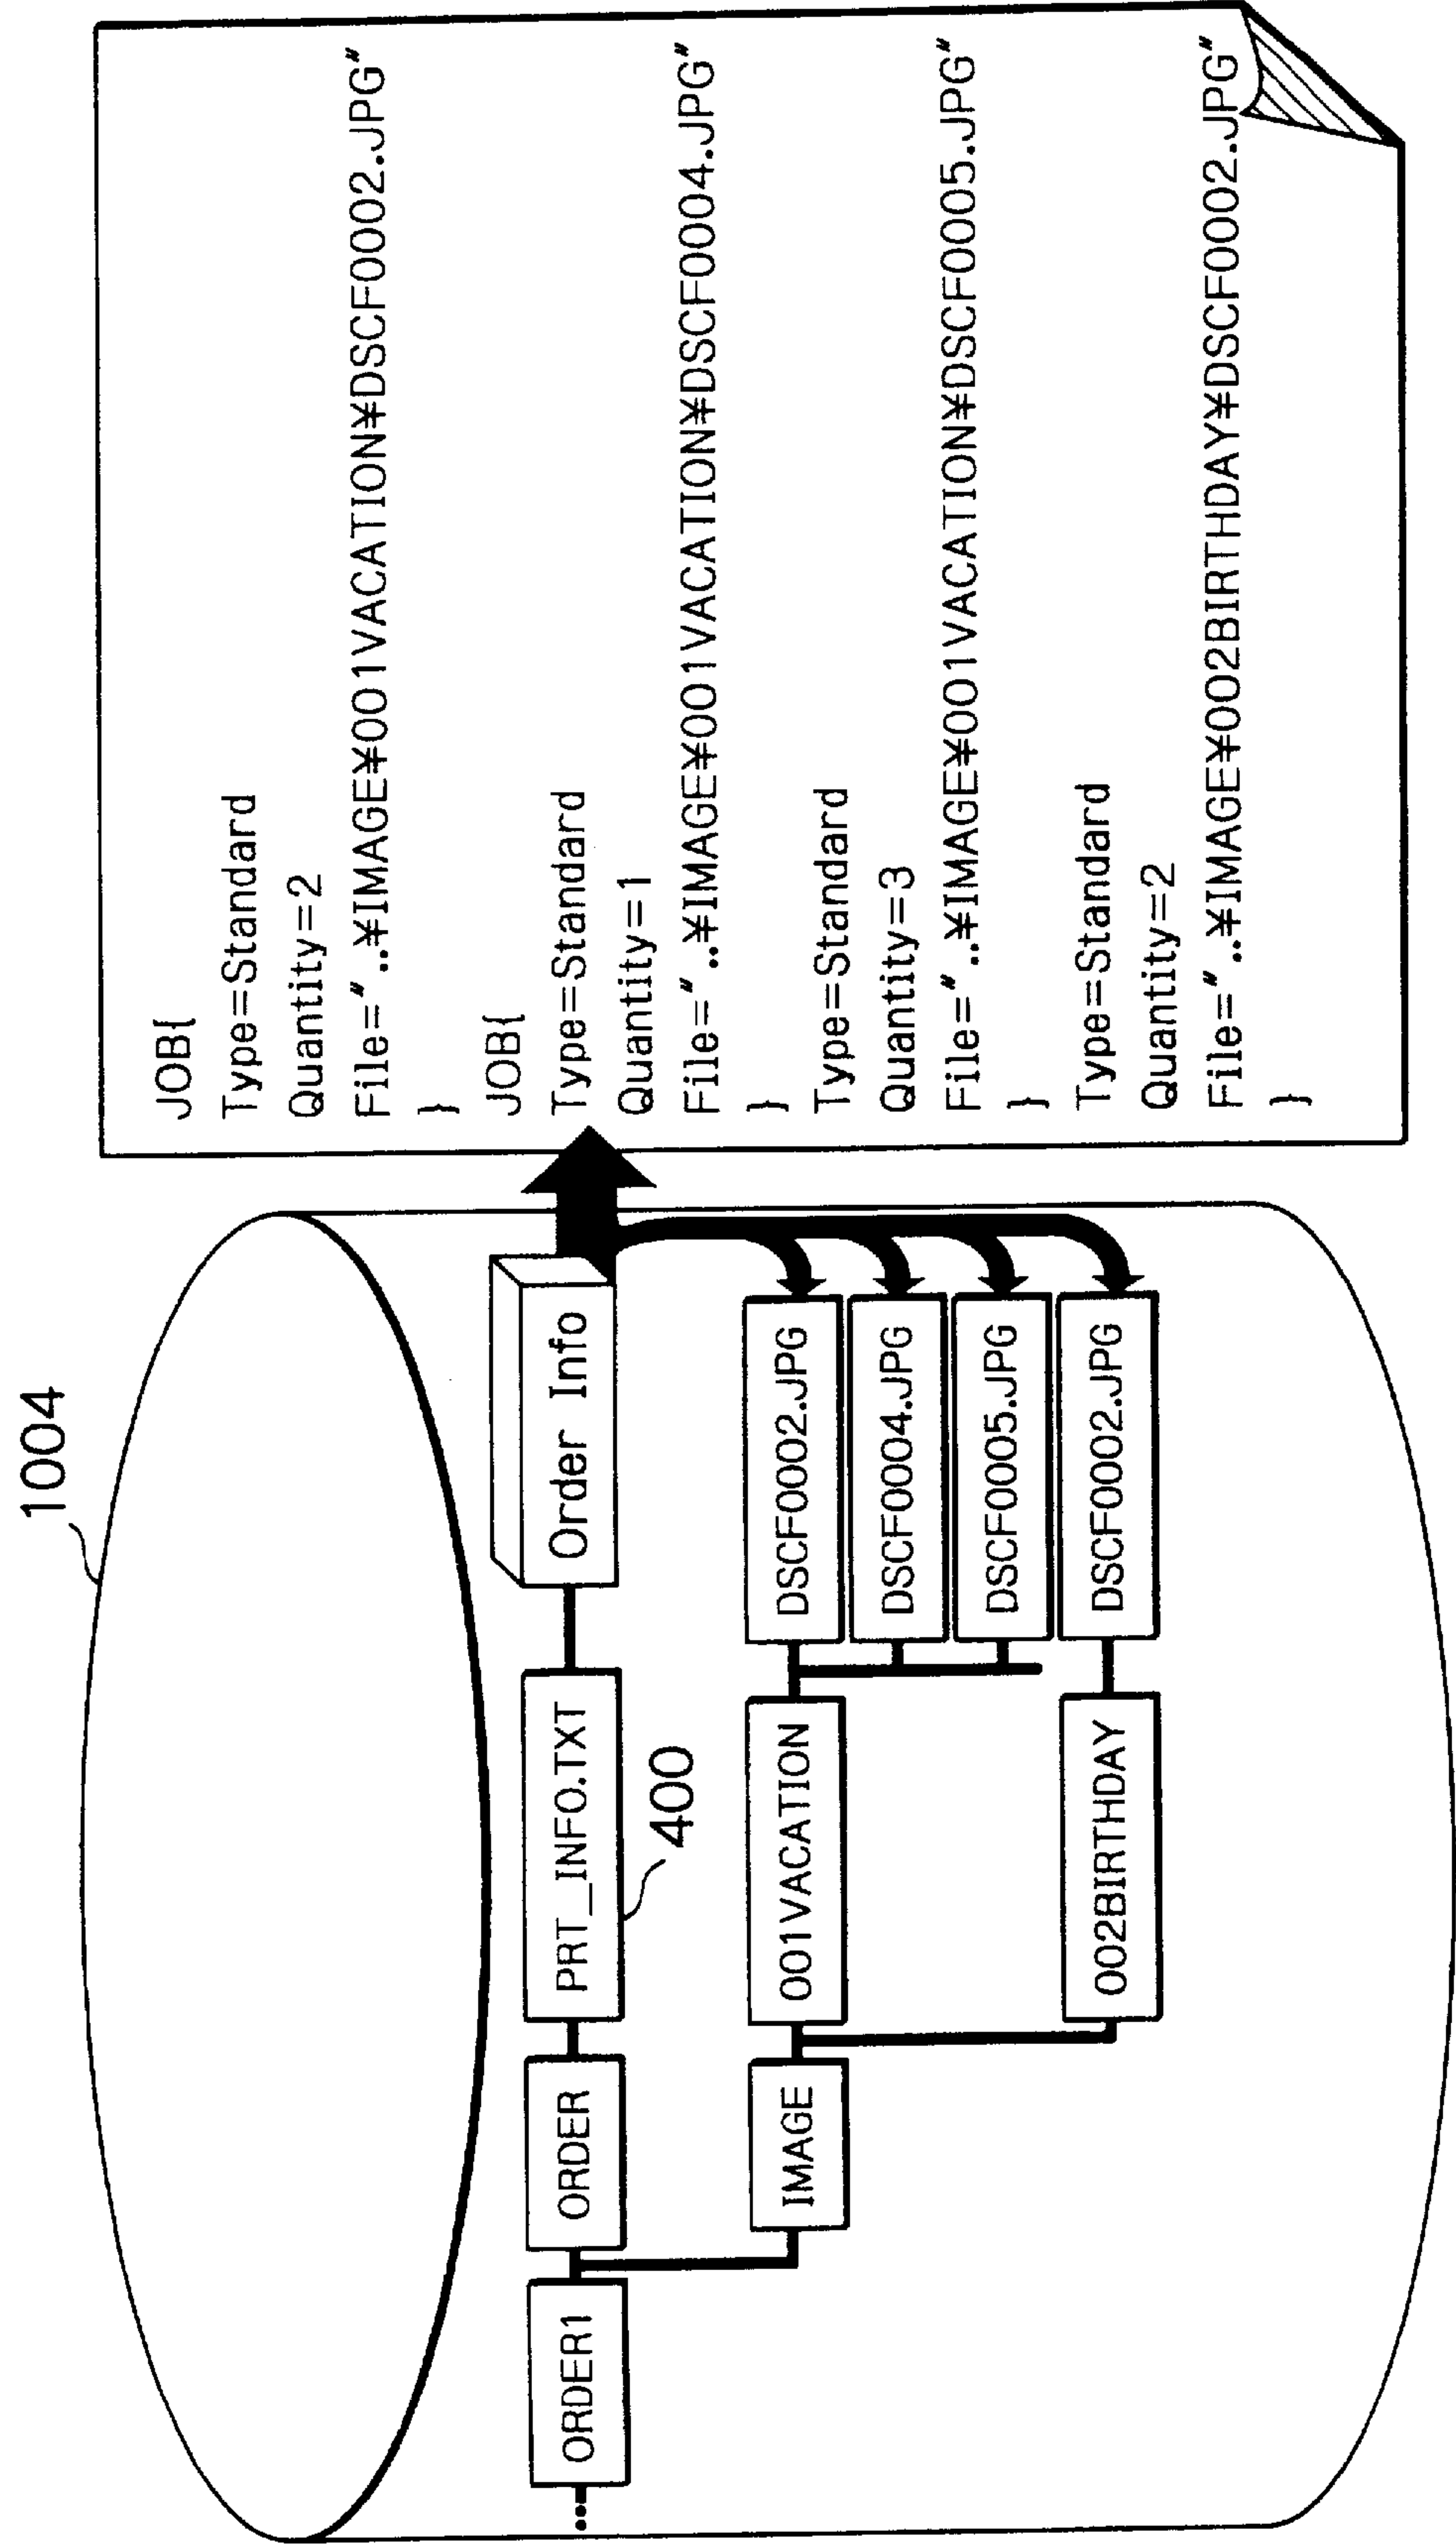 1004
ORDER1
ORDER
PRT_INFO.TXT
Order Info
400
IMAGE
001VACATION
DSCF0002.JPG
DSCF0004.JPG
DSCF0005.JPG
002BIRTHDAY
DSCF0002.JPG
JOB{
Type=Standard
Quantity=2
File="..¥IMAGE¥001VACATION¥DSCF0002.JPG"
}
JOB{
Type=Standard
Quantity=1
File="..¥IMAGE¥001VACATION¥DSCF0004.JPG"
}
Type=Standard
Quantity=3
File="..¥IMAGE¥001VACATION¥DSCF0005.JPG"
}
Type=Standard
Quantity=2
File="..¥IMAGE¥002BIRTHDAY¥DSCF0002.JPG"
}